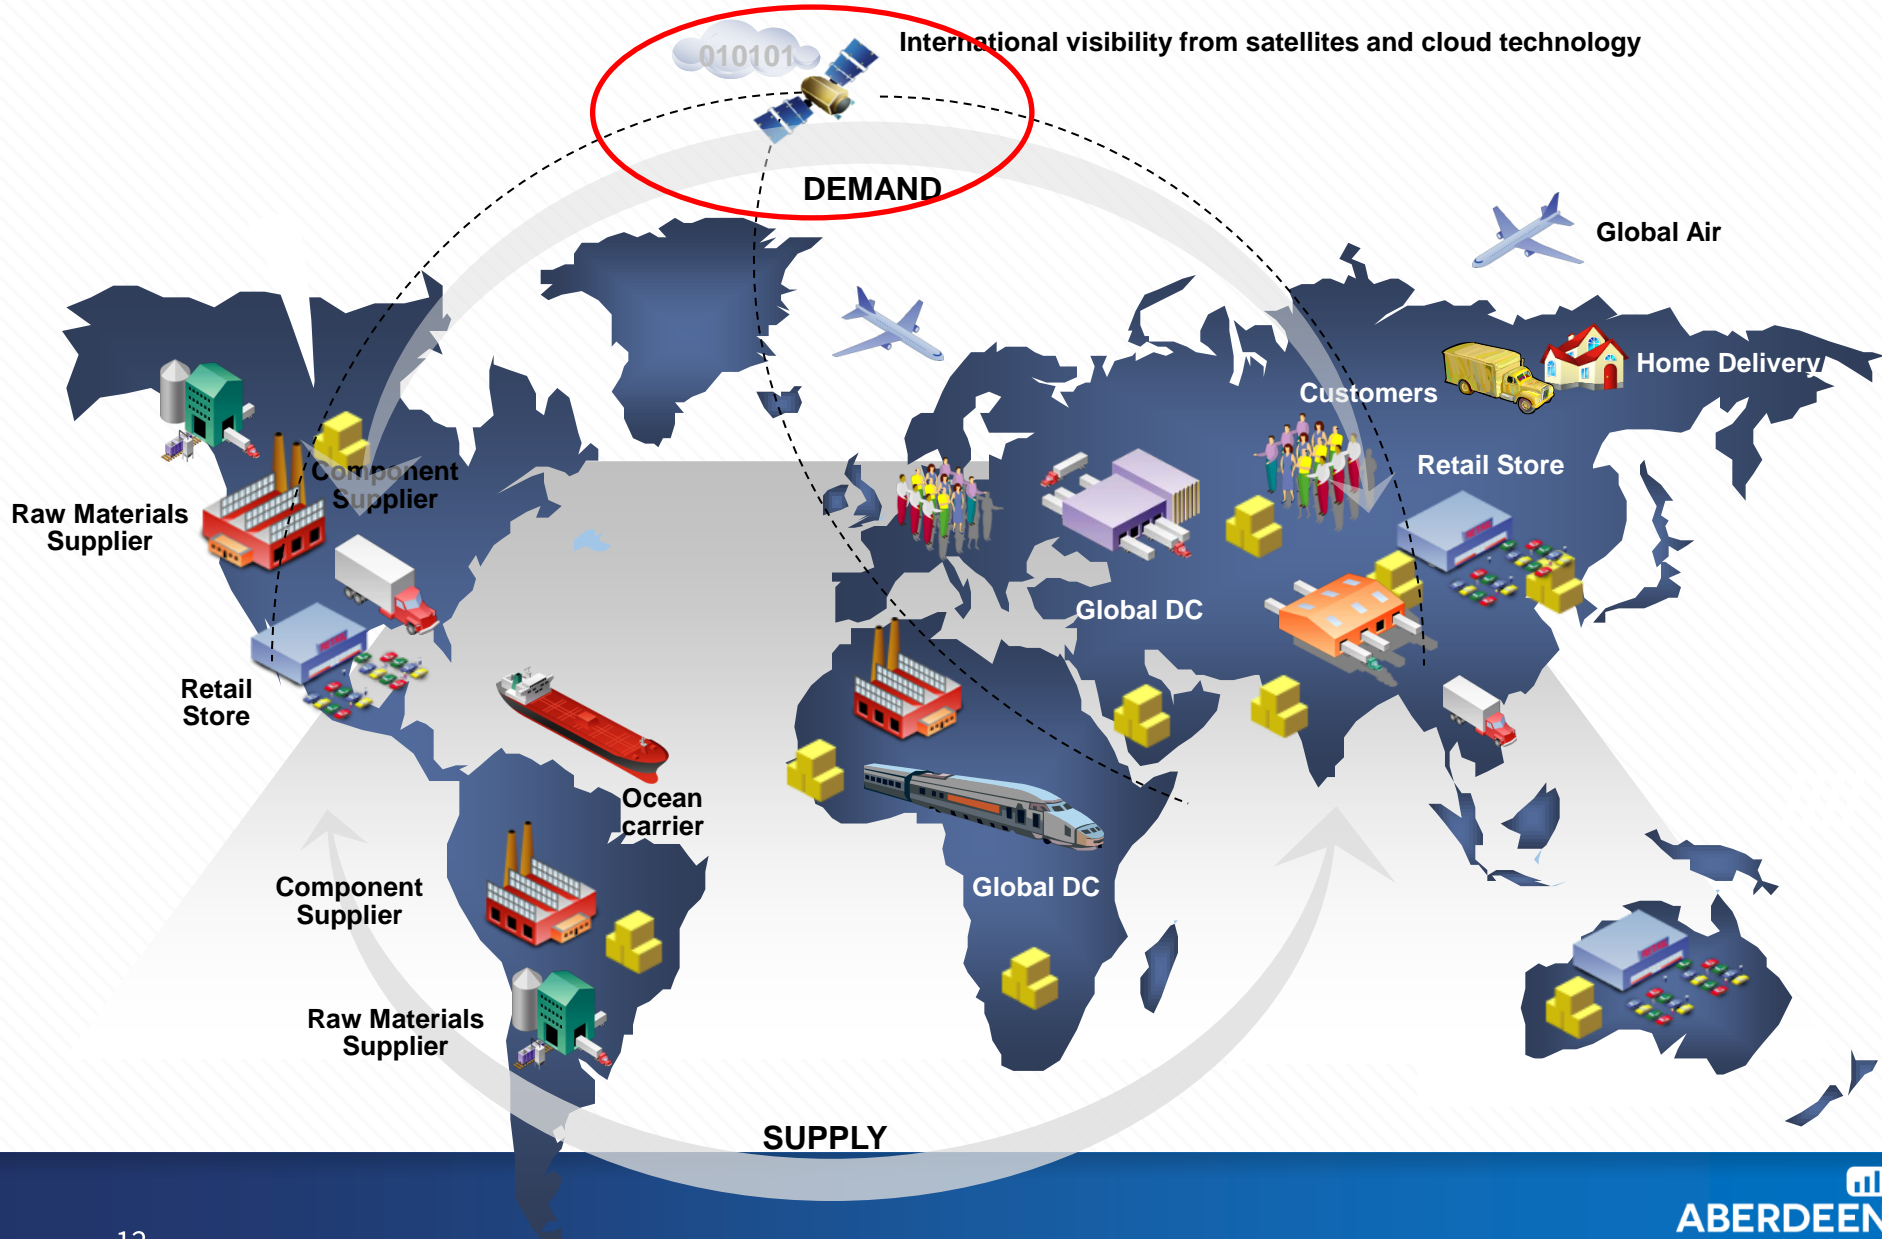 010101
International visibility from satellites and cloud technology
DEMAND
Global Air
Home Delivery
Customers
Retail Store
Component
Supplier
Raw Materials
Supplier
Global DC
Retail
Store
Ocean
carrier
Component
Supplier
Global DC
Raw Materials
Supplier
SUPPLY
ABERDEEN
12